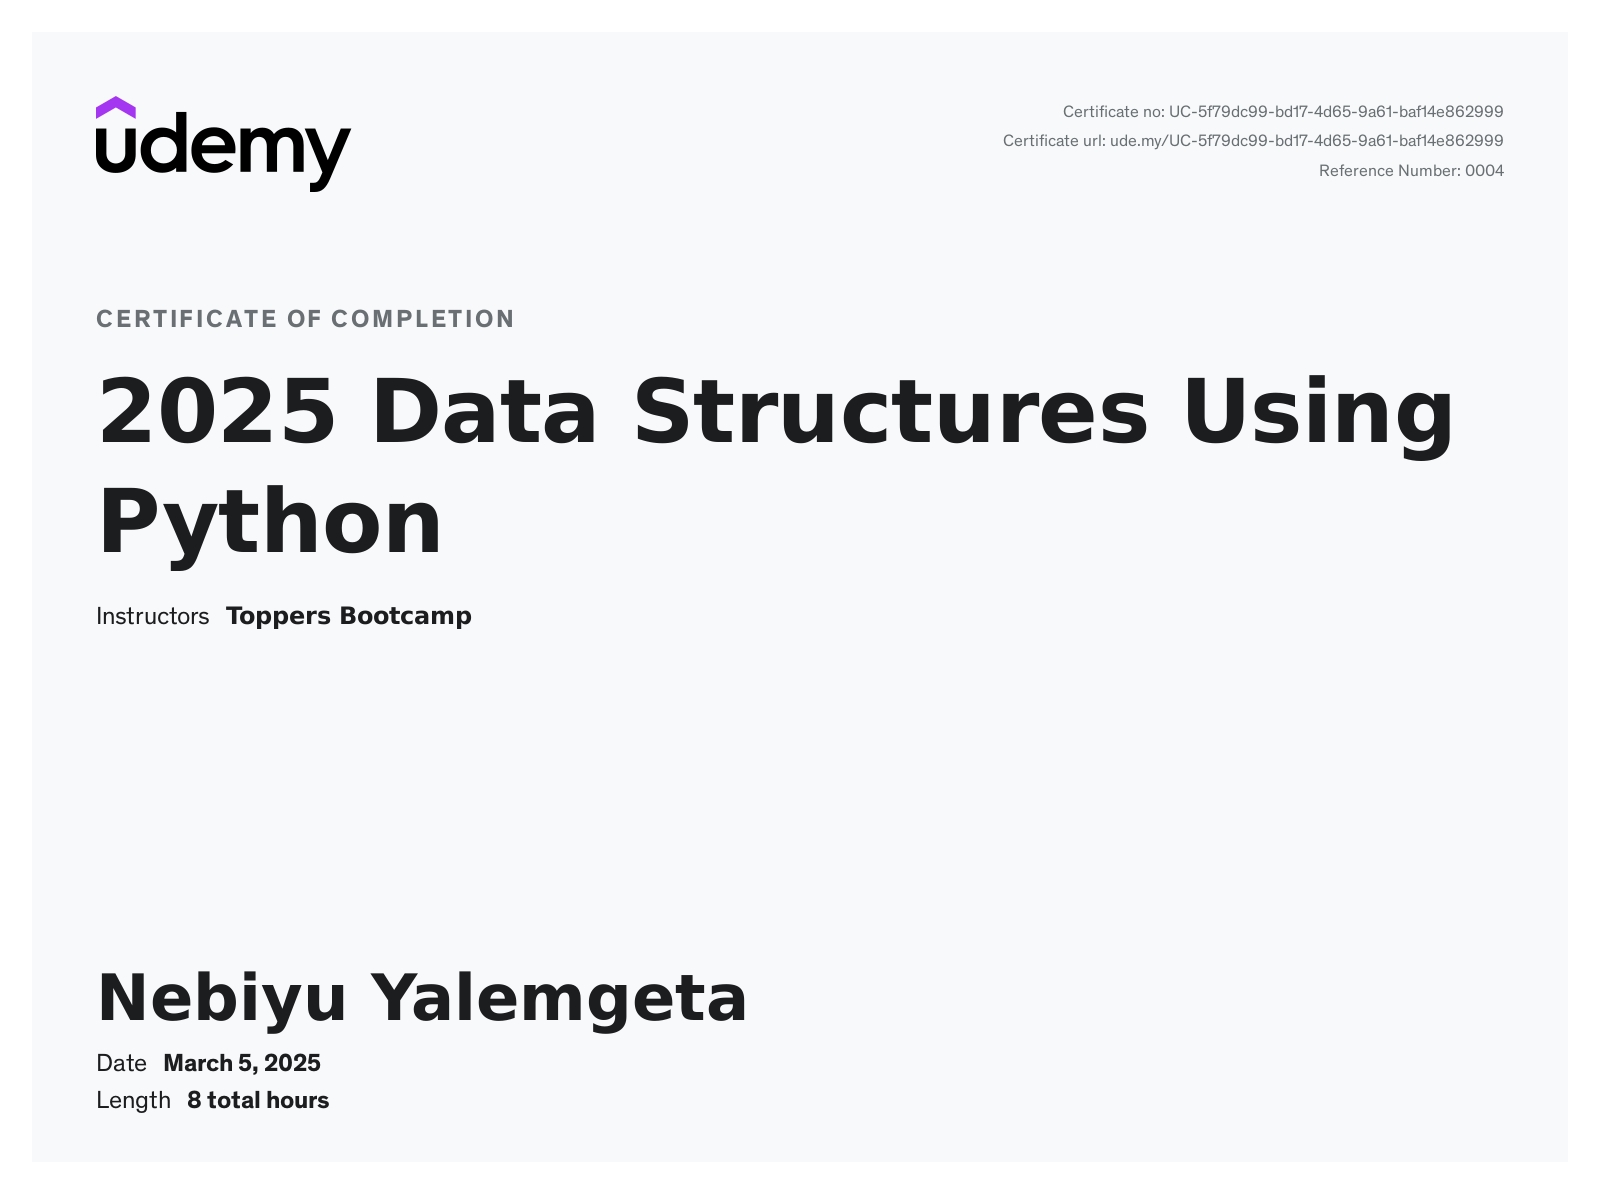 udemy
Certificate no: UC-5f79dc99-bd17-4d65-9a61-baf14e862999
Certificate url: ude.my/UC-5f79dc99-bd17-4d65-9a61-baf14e862999
Reference Number: 0004
CERTIFICATE OF COMPLETION
2025 Data Structures Using
Python
Instructors Toppers Bootcamp
Nebiyu Yalemgeta
Date March 5, 2025
Length 8 total hours